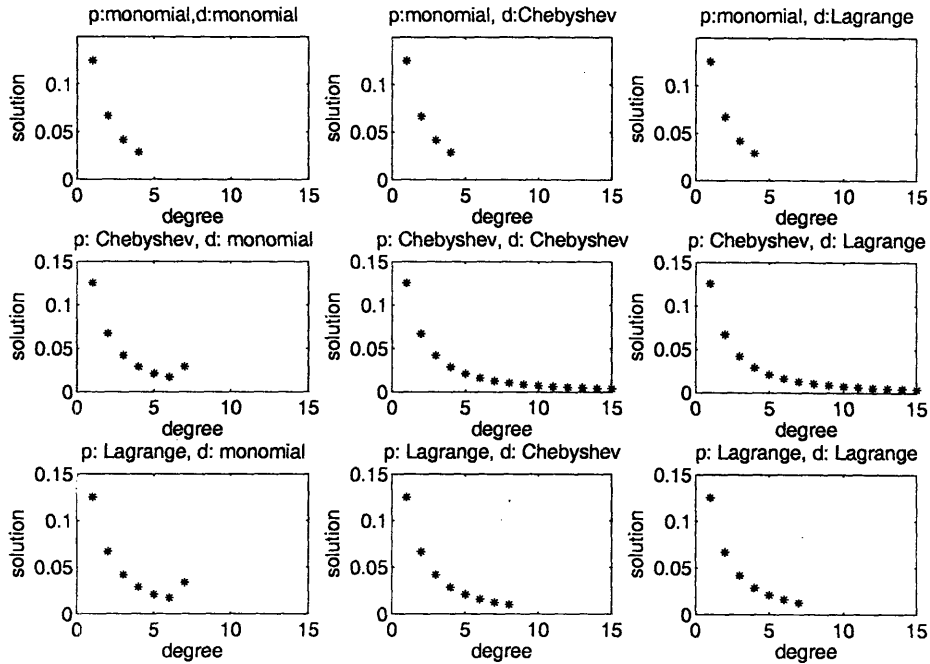 p:monomial,d:monomial
p:monomial, d:Chebyshev
p:monomial, d:Lagrange
solution
0.1
0.05
0
0 5 10 15
degree
solution
0.1
0.05
0
0 5 10 15
degree
solution
0.1
0.05
0
0 5 10 15
degree
p: Chebyshev, d: monomial
p: Chebyshev, d: Chebyshev
p: Chebyshev, d: Lagrange
solution
0.15
0.1
0.05
0
0 5 10 15
degree
solution
0.15
0.1
0.05
0
0 5 10 15
degree
solution
0.15
0.1
0.05
0
0 5 10 15
degree
p: Lagrange, d: monomial
p: Lagrange, d: Chebyshev
p: Lagrange, d: Lagrange
solution
0.15
0.1
0.05
0
0 5 10 15
degree
solution
0.15
0.1
0.05
0
0 5 10 15
degree
solution
0.15
0.1
0.05
0
0 5 10 15
degree